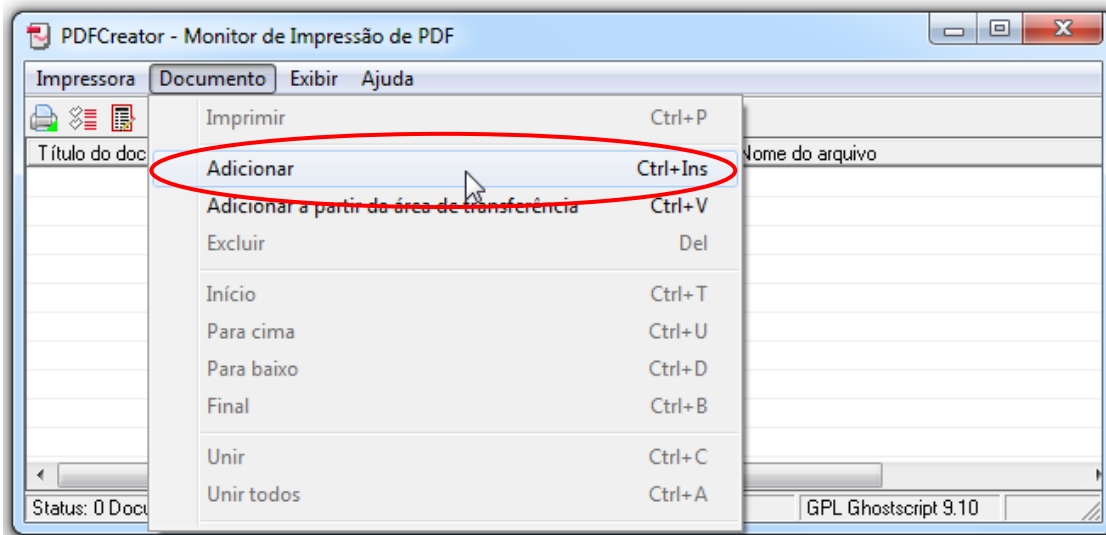 PDFCreator - Monitor de Impressão de PDF
Impressora Documento Exibir Ajuda
Imprimir Ctrl+P
Título do doc Nome do arquivo
Adicionar Ctrl+Ins
Adicionar a partir da área de transferência Ctrl+V
Excluir Del
Início Ctrl+T
Para cima Ctrl+U
Para baixo Ctrl+D
Final Ctrl+B
Unir Ctrl+C
Unir todos Ctrl+A
Status: 0 Docu GPL Ghostscript 9.10